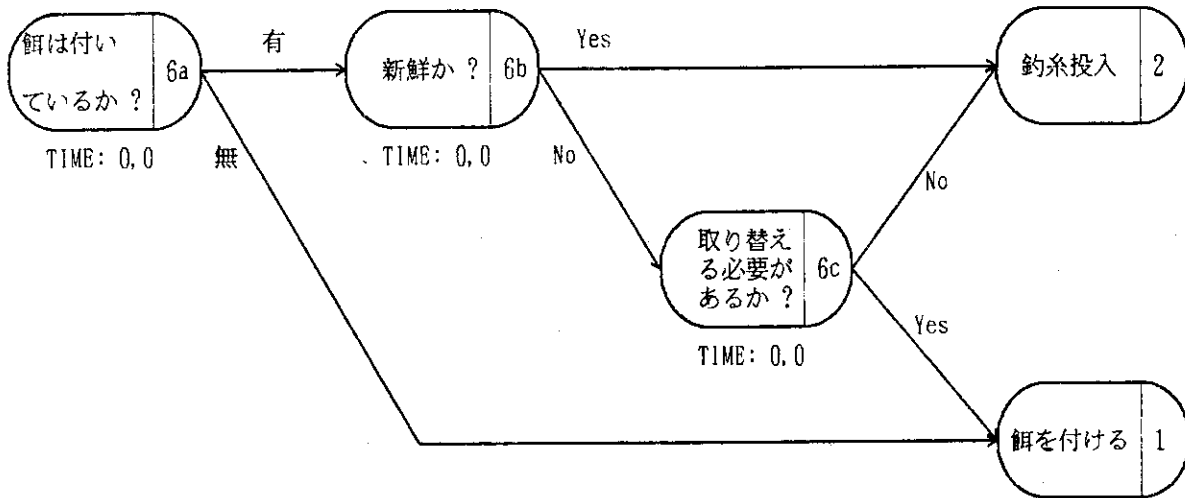 餌は付い
ているか ?
6a
TIME: 0,0
有
無
新鮮か ?
6b
TIME: 0,0
Yes
No
取り替え
る必要が
あるか ?
6c
TIME: 0,0
No
Yes
釣糸投入
2
餌を付ける
1